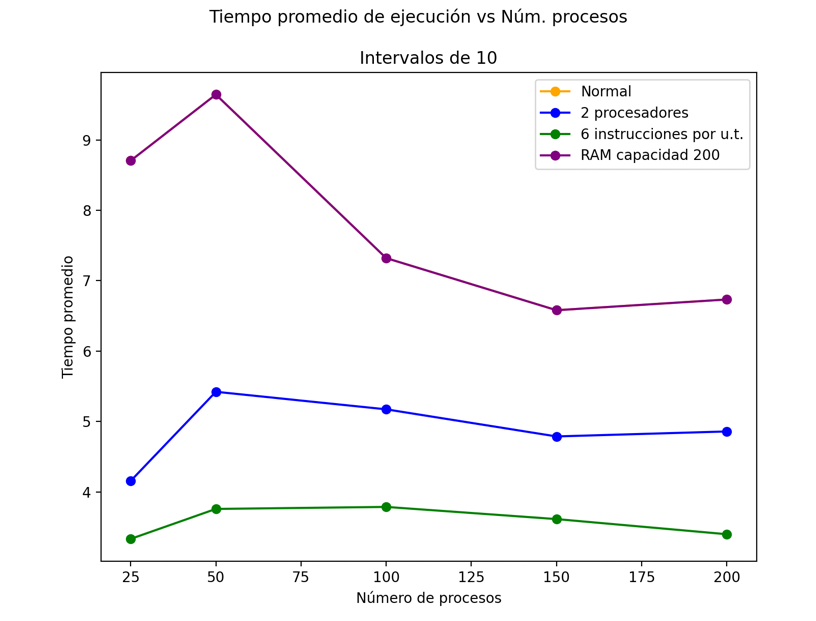 Tiempo promedio de ejecución vs Núm. procesos
Intervalos de 10
Normal
2 procesadores
6 instrucciones por u.t.
RAM capacidad 200
Tiempo promedio
9
8
7
6
5
4
25 50 75 100 125 150 175 200
Número de procesos